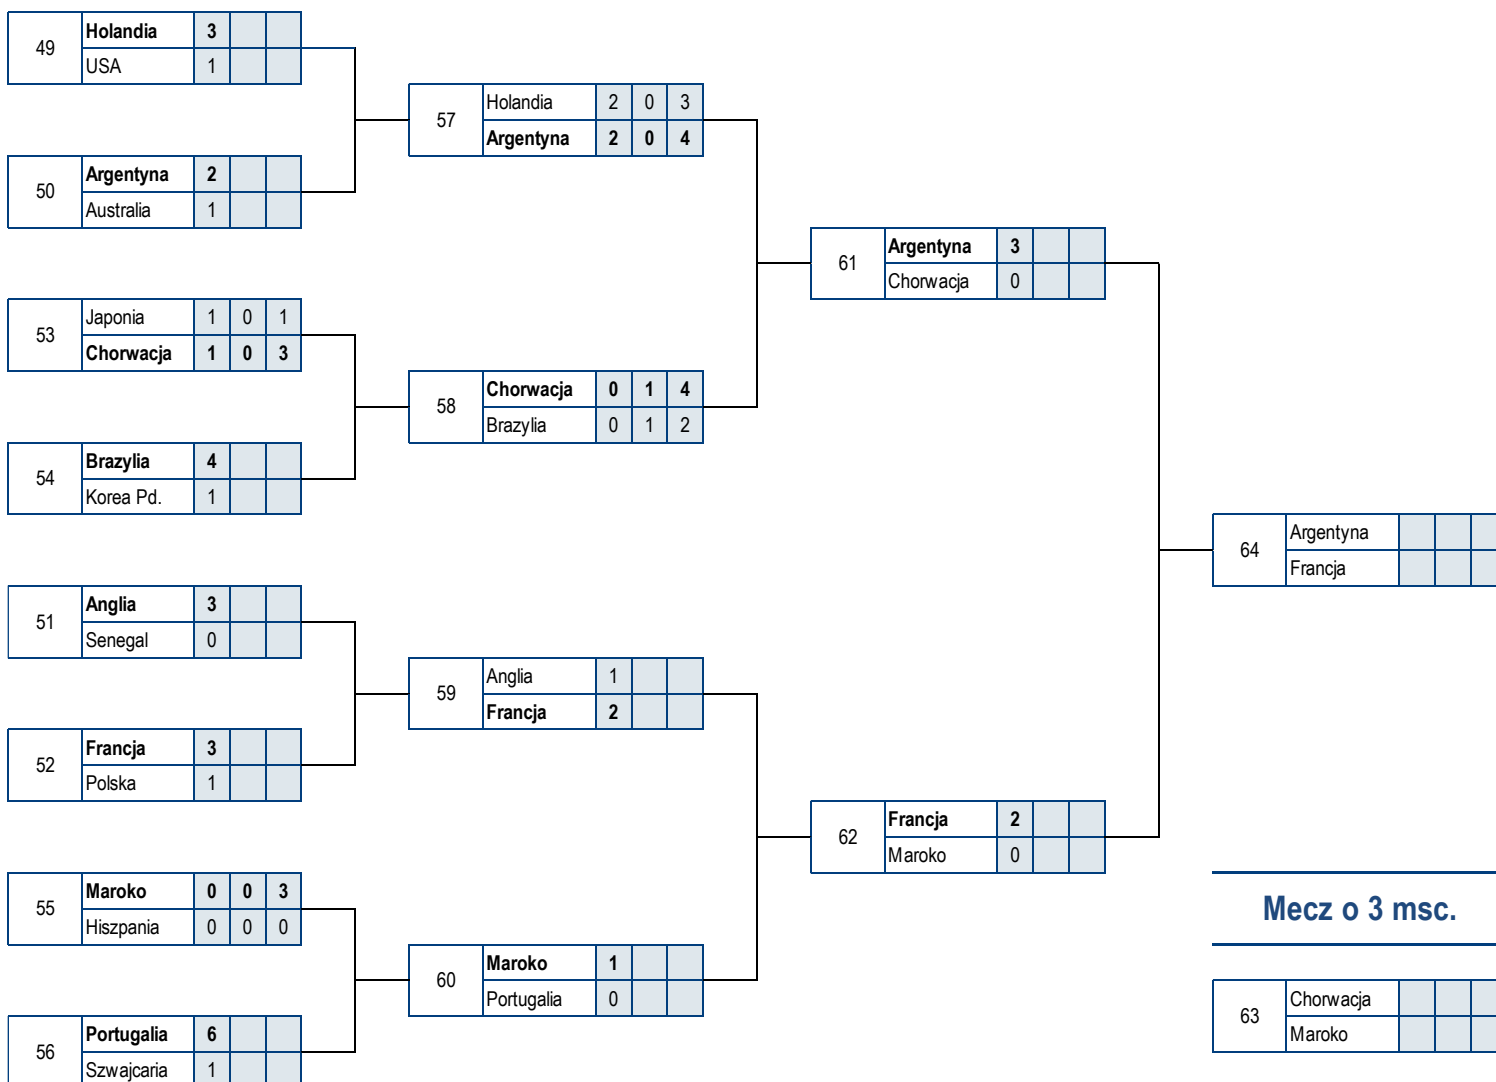 49
Holandia 3
USA 1
50
Argentyna 2
Australia 1
53
Japonia 1 0 1
Chorwacja 1 0 3
54
Brazylia 4
Korea Pd. 1
51
Anglia 3
Senegal 0
52
Francja 3
Polska 1
55
Maroko 0 0 3
Hiszpania 0 0 0
56
Portugalia 6
Szwajcaria 1
57
Holandia 2 0 3
Argentyna 2 0 4
58
Chorwacja 0 1 4
Brazylia 0 1 2
59
Anglia 1
Francja 2
60
Maroko 1
Portugalia 0
61
Argentyna 3
Chorwacja 0
62
Francja 2
Maroko 0
64
Argentyna
Francja
Mecz o 3 msc.
63
Chorwacja
Maroko